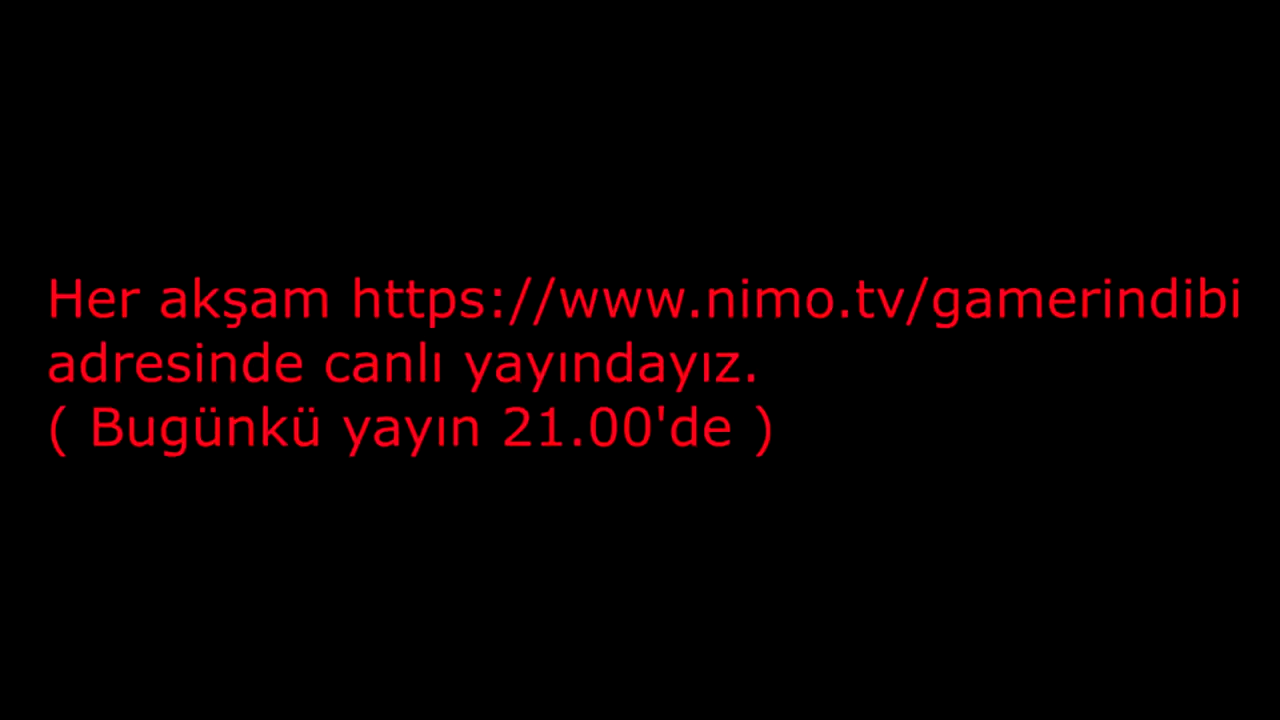 Her akşam https://www.nimo.tv/gamerindibi
adresinde canlı yayındayız.
( Bugünkü yayın 21.00'de )